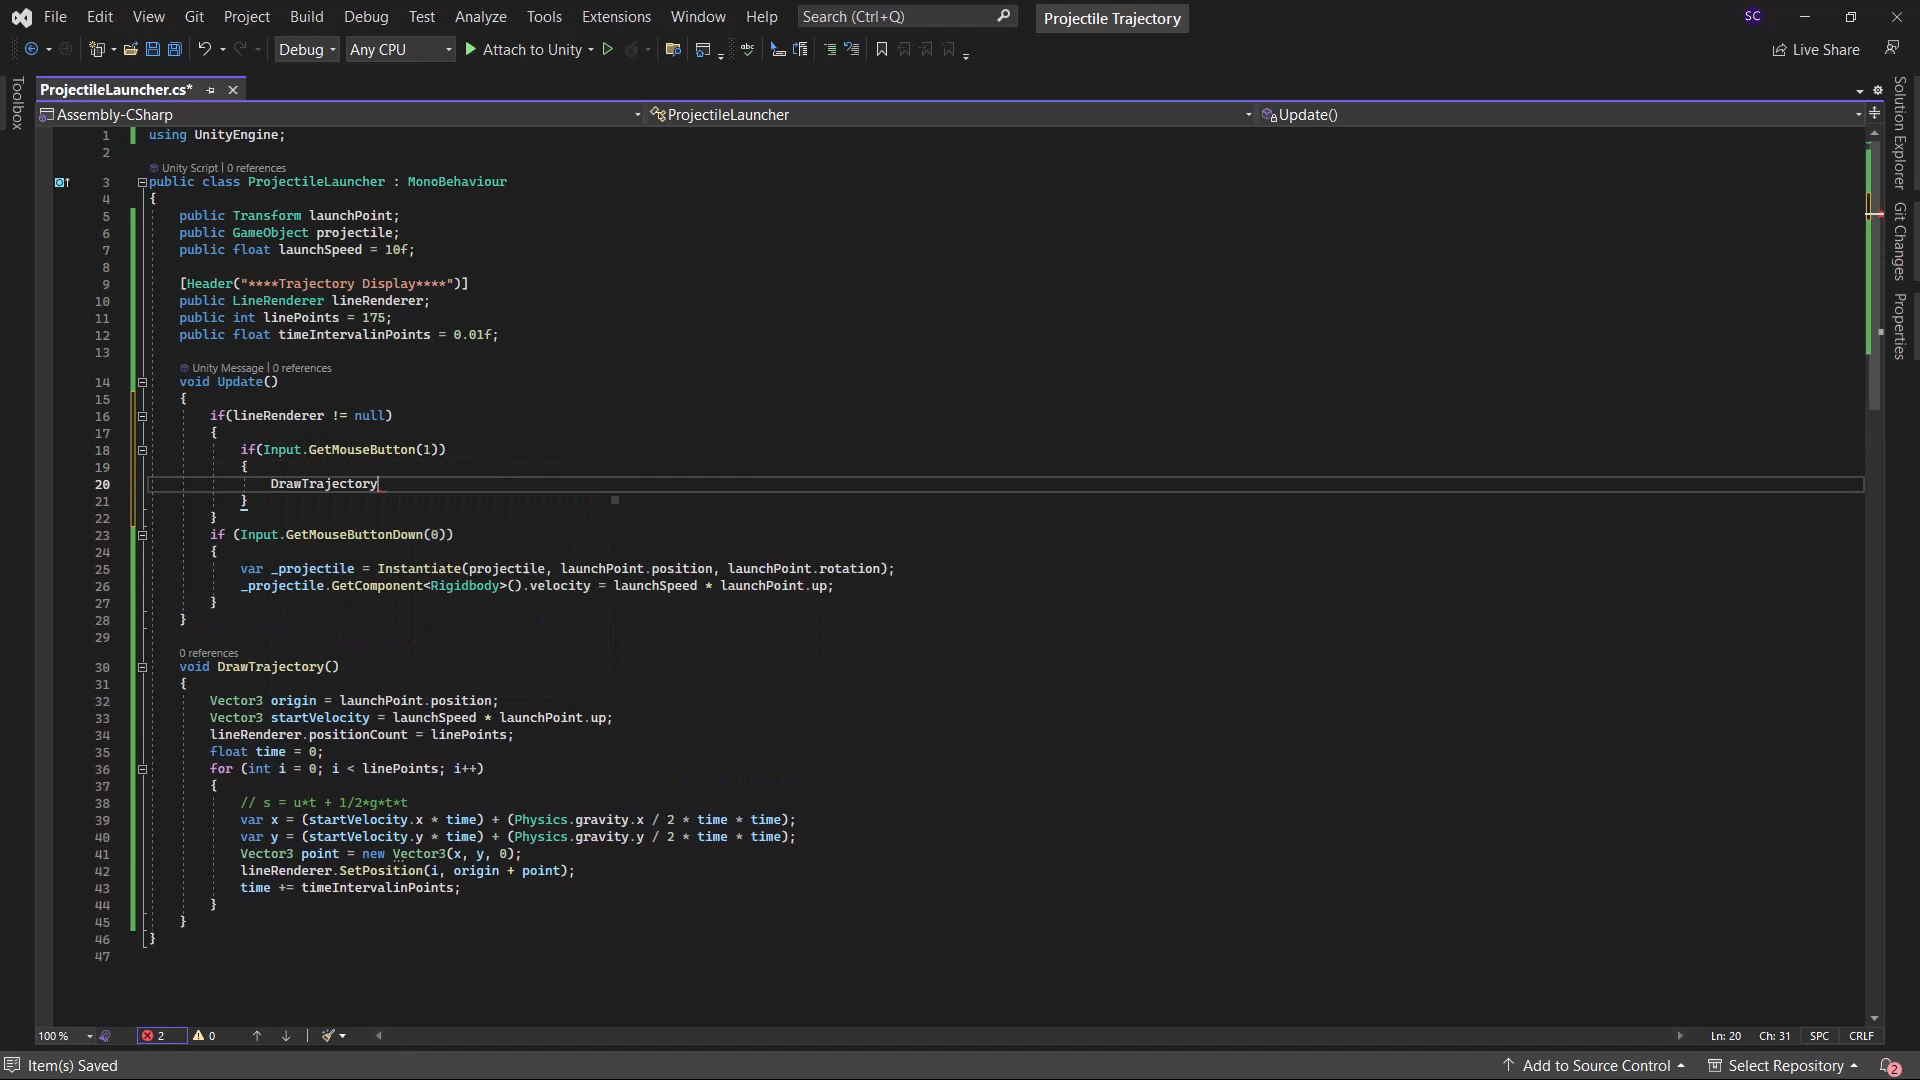 File Edit View Git Project Build Debug Test Analyze Tools Extensions Window Help Search (Ctrl+Q) Projectile Trajectory SC
Debug Any CPU Attach to Unity Live Share
ProjectileLauncher.cs*
Assembly-CSharp ProjectileLauncher Update()
Toolbox
Solution Explorer
Git Changes
Properties
1 using UnityEngine;
2
Unity Script | 0 references
3 public class ProjectileLauncher : MonoBehaviour
4 {
5 public Transform launchPoint;
6 public GameObject projectile;
7 public float launchSpeed = 10f;
8
9 [Header("****Trajectory Display****")]
10 public LineRenderer lineRenderer;
11 public int linePoints = 175;
12 public float timeIntervalinPoints = 0.01f;
13
Unity Message | 0 references
14 void Update()
15 {
16 if(lineRenderer != null)
17 {
18 if(Input.GetMouseButton(1))
19 {
20 DrawTrajectory
21 }
22 }
23 if (Input.GetMouseButtonDown(0))
24 {
25 var _projectile = Instantiate(projectile, launchPoint.position, launchPoint.rotation);
26 _projectile.GetComponent<Rigidbody>().velocity = launchSpeed * launchPoint.up;
27 }
28 }
29
0 references
30 void DrawTrajectory()
31 {
32 Vector3 origin = launchPoint.position;
33 Vector3 startVelocity = launchSpeed * launchPoint.up;
34 lineRenderer.positionCount = linePoints;
35 float time = 0;
36 for (int i = 0; i < linePoints; i++)
37 {
38 // s = u*t + 1/2*g*t*t
39 var x = (startVelocity.x * time) + (Physics.gravity.x / 2 * time * time);
40 var y = (startVelocity.y * time) + (Physics.gravity.y / 2 * time * time);
41 Vector3 point = new Vector3(x, y, 0);
42 lineRenderer.SetPosition(i, origin + point);
43 time += timeIntervalinPoints;
44 }
45 }
46 }
47
100 % 2 0 Ln: 20 Ch: 31 SPC CRLF
Item(s) Saved Add to Source Control Select Repository 2